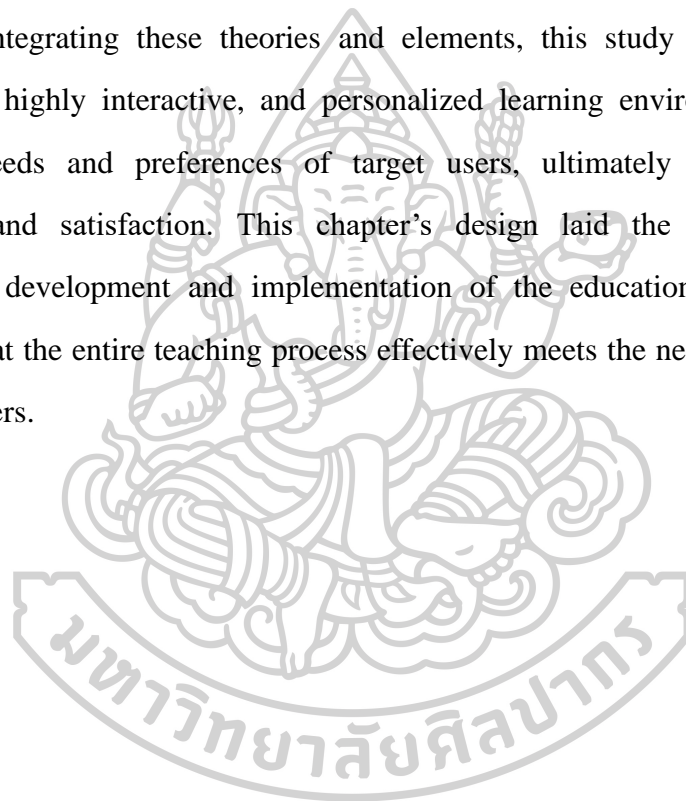 ntegrating these theories and elements, this study
highly interactive, and personalized learning enviro
eeds and preferences of target users, ultimately
and satisfaction. This chapter’s design laid the
development and implementation of the education
at the entire teaching process effectively meets the ne
ers.
มหาวิทยาลัยศิลปากร